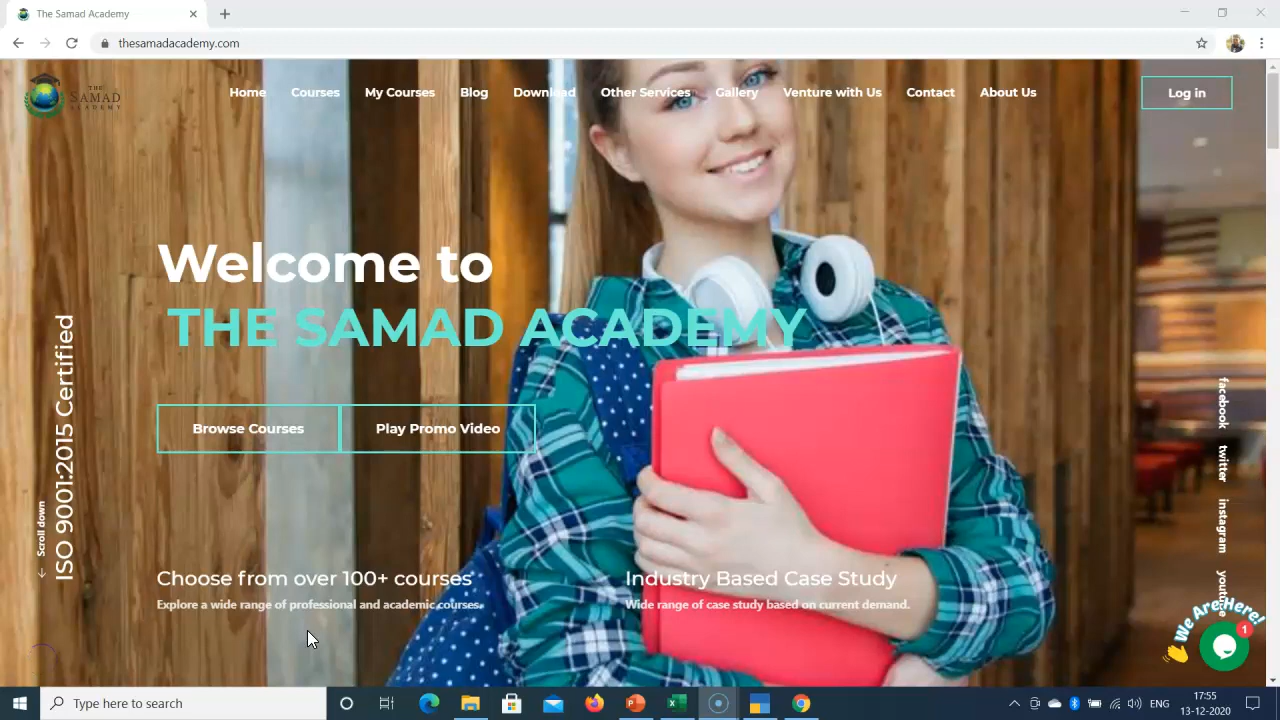 The Samad Academy
thesamadacademy.com
THE
SAMAD
ACADEMY
Home
Courses
My Courses
Blog
Download
Other Services
Gallery
Venture with Us
Contact
About Us
Log in
Welcome to
THE SAMAD ACADEMY
Browse Courses
Play Promo Video
Scroll down
ISO 9001:2015 Certified
facebook
twitter
instagram
youtube
Choose from over 100+ courses
Explore a wide range of professional and academic courses.
Industry Based Case Study
Wide range of case study based on current demand.
We Are Here!
1
Type here to search
ENG
17:55
13-12-2020